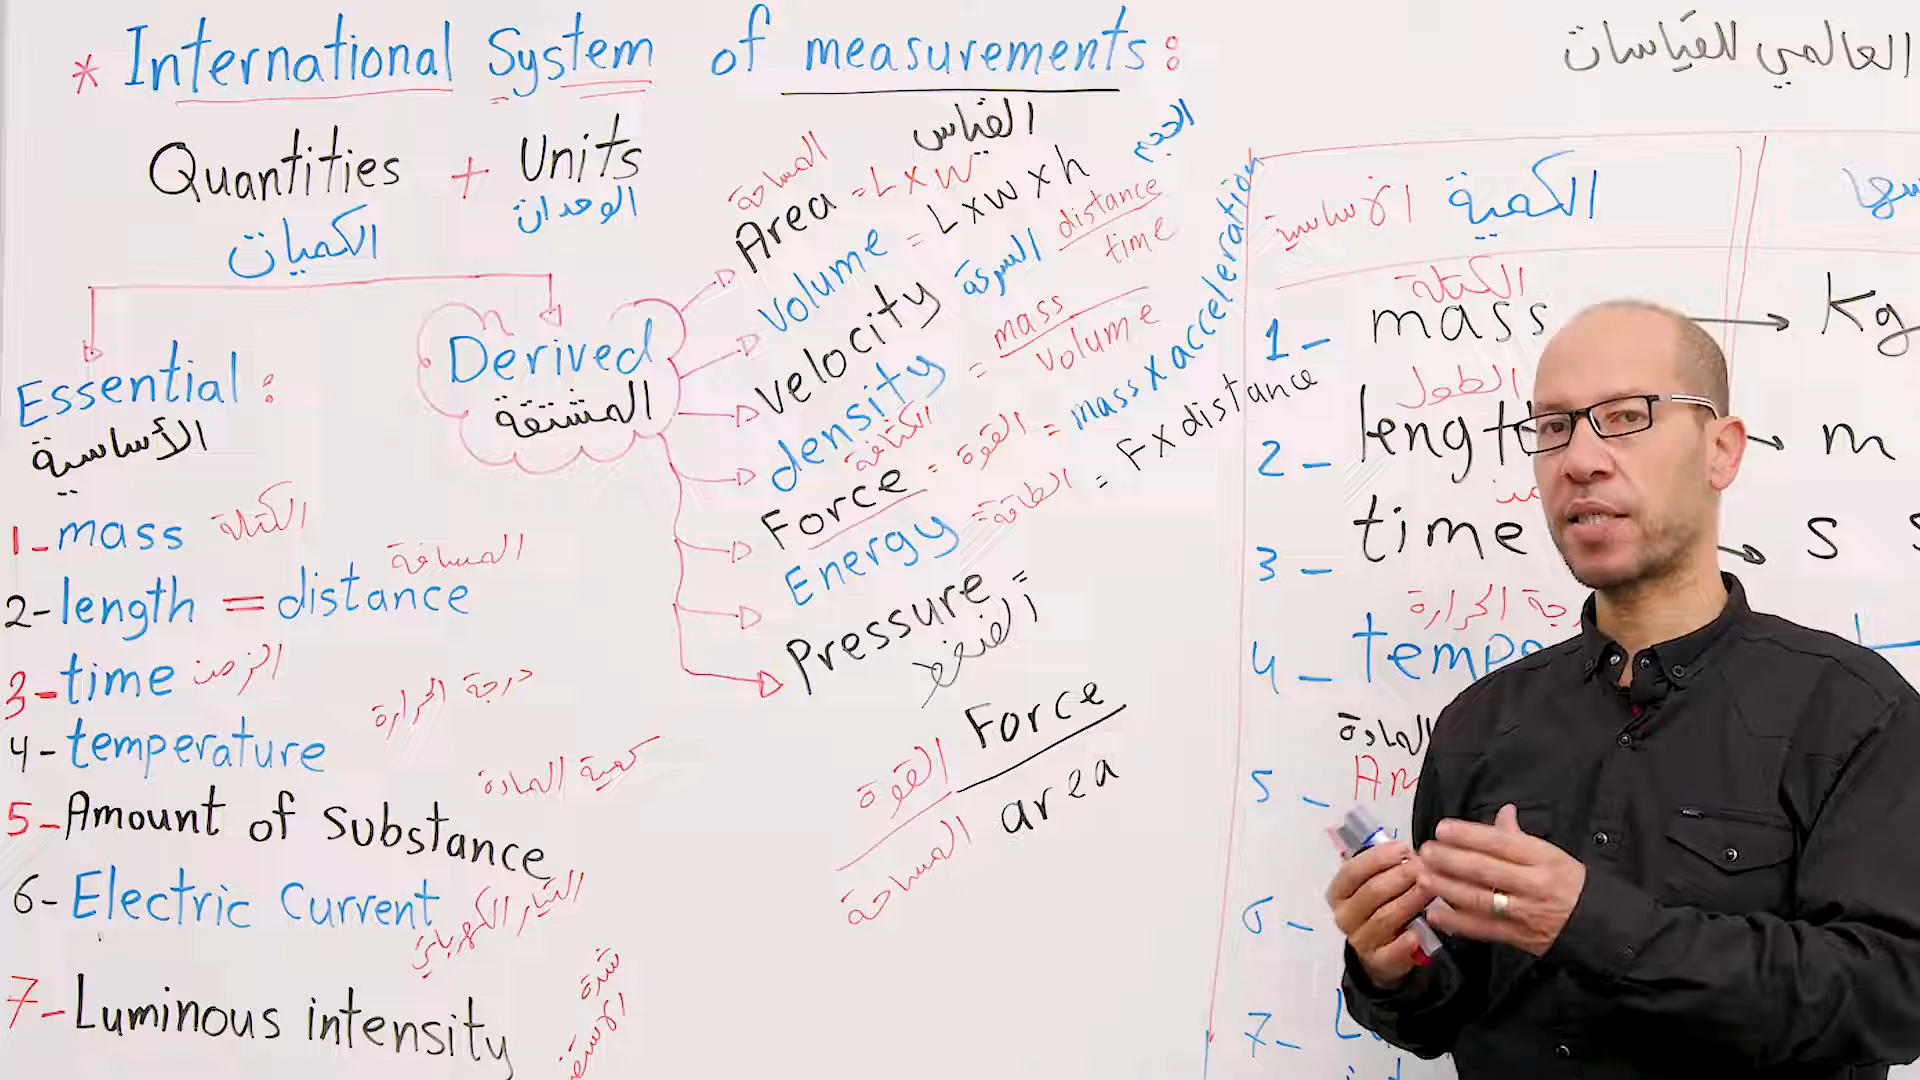 * International System of measurements:
العالمي للقياسات
القياس
Quantities + Units
الكميات
الوحدات
Essential:
الأساسية
1- mass الكتلة
المسافة
2- length = distance
3- time الزمن
درجة الحرارة
4- temperature
كمية المادة
5- Amount of substance
6- Electric Current
التيار الكهربائي
7- Luminous intensity
شدة
Derived
المشتقة
المساحة
Area = L x W
الحجم
volume = L x w x h
velocity السرعة distance
time
density = mass
volume
الكثافة
Force = القوة = mass x acceleration
Energy = الطاقة = F x distance
Pressure =
الضغط
القوة Force
المساحة area
الكمية الأساسية
الكتلة
1- mass → Kg
الطول
2- length → m
3- time → s
4-
المادة
5-
6-
7-